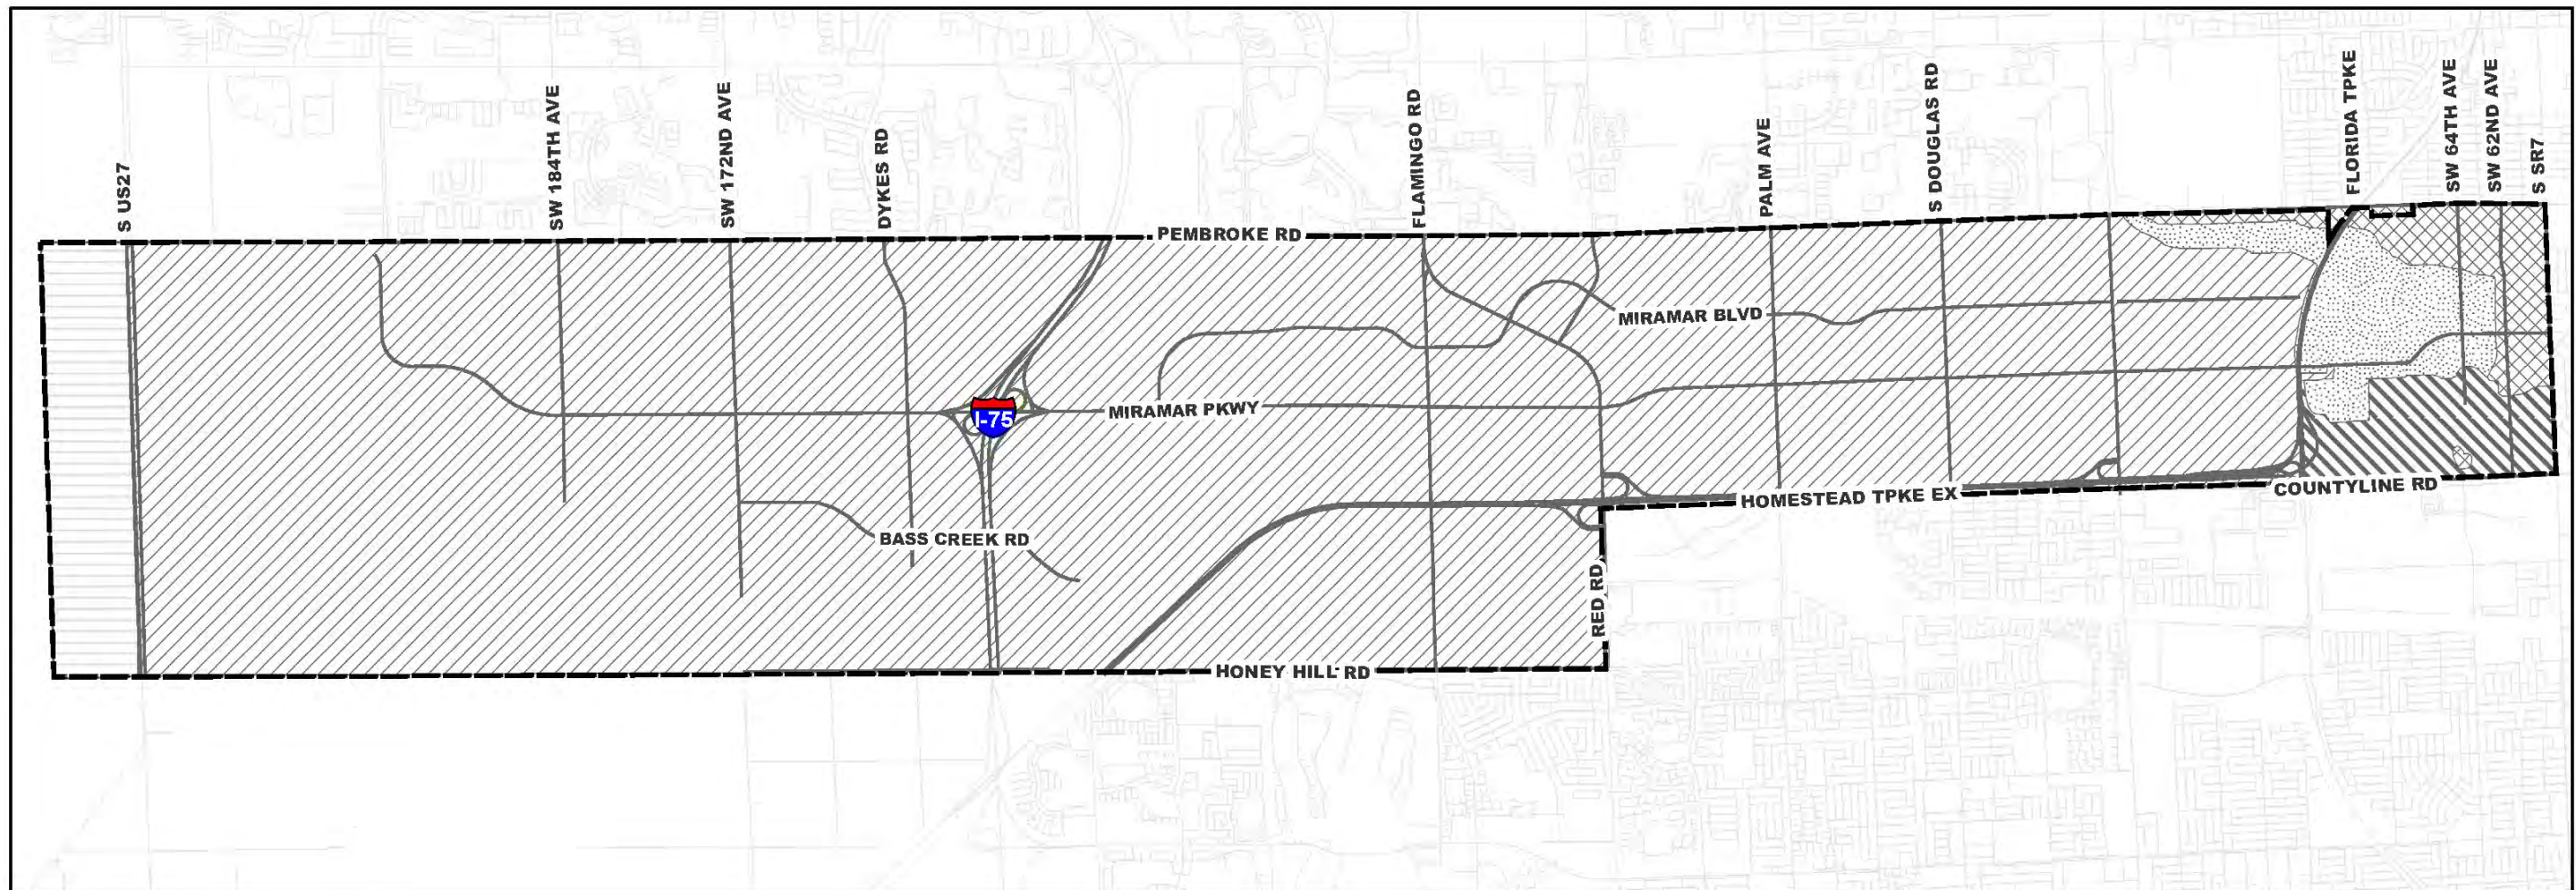 S US27
SW 184TH AVE
SW 172ND AVE
DYKES RD
FLAMINGO RD
PALM AVE
S DOUGLAS RD
FLORIDA TPKE
SW 64TH AVE
SW 62ND AVE
S SR7
PEMBROKE RD
MIRAMAR BLVD
I-75
MIRAMAR PKWY
HOMESTEAD TPKE EX
COUNTYLINE RD
BASS CREEK RD
RED RD
HONEY HILL RD